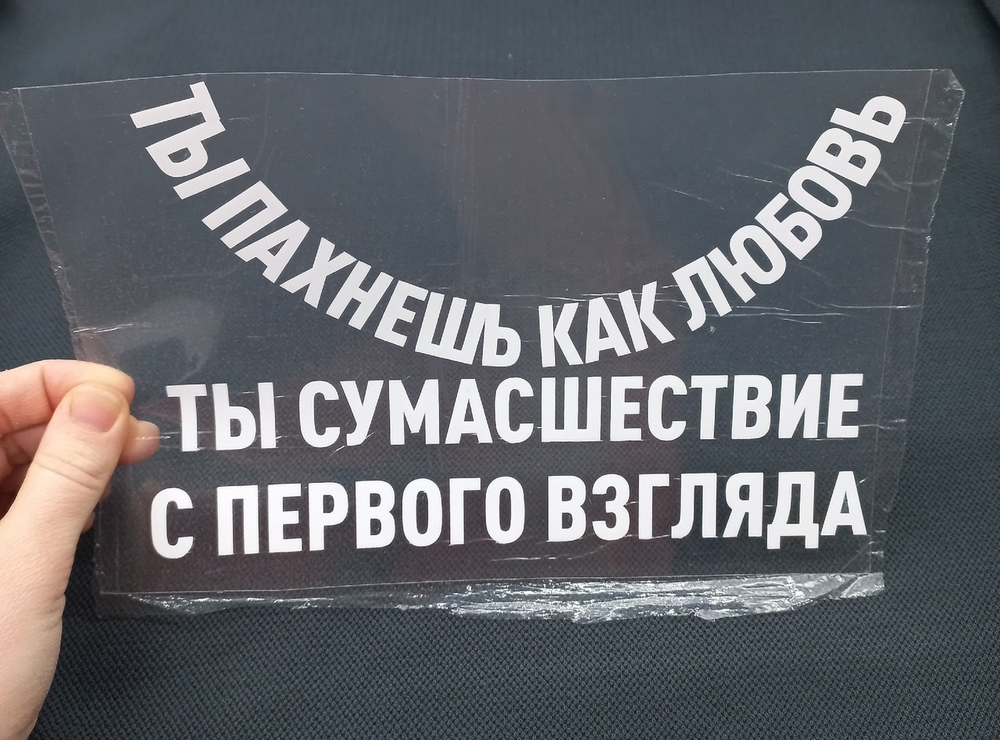 ТЫ ПАХНЕШЬ КАК ЛЮБОВЬ
ТЫ СУМАСШЕСТВИЕ
С ПЕРВОГО ВЗГЛЯДА